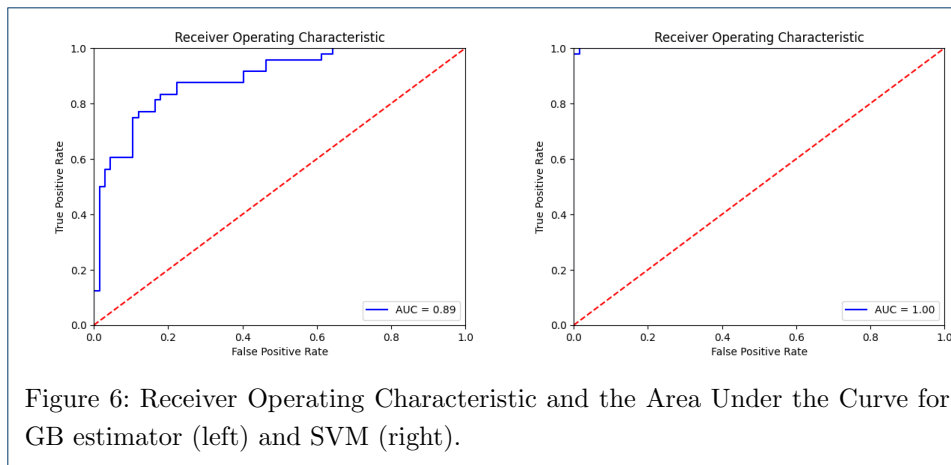 Receiver Operating Characteristic
1.0
0.8
0.6
0.4
0.2
0.0
True Positive Rate
0.0 0.2 0.4 0.6 0.8 1.0
False Positive Rate
AUC = 0.89
Receiver Operating Characteristic
1.0
0.8
0.6
0.4
0.2
0.0
True Positive Rate
0.0 0.2 0.4 0.6 0.8 1.0
False Positive Rate
AUC = 1.00
Figure 6: Receiver Operating Characteristic and the Area Under the Curve for
GB estimator (left) and SVM (right).